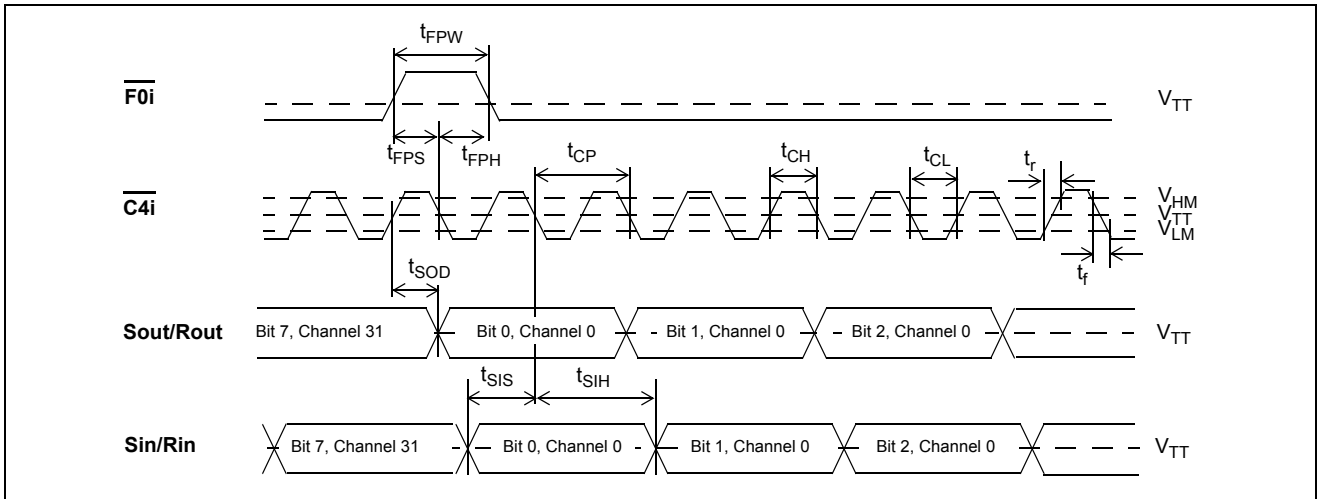 tFPW
F0i
VTT
tFPS
tFPH
tCP
tCH
tCL
tr
C4i
VHM
VTT
VLM
tSOD
tf
Sout/Rout
Bit 7, Channel 31
Bit 0, Channel 0
Bit 1, Channel 0
Bit 2, Channel 0
VTT
tSIS
tSIH
Sin/Rin
Bit 7, Channel 31
Bit 0, Channel 0
Bit 1, Channel 0
Bit 2, Channel 0
VTT